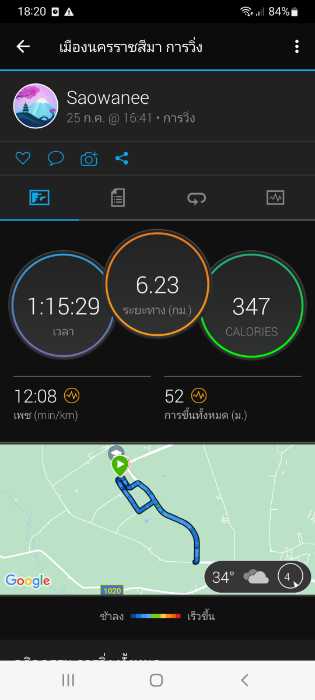 18:20
84%
เมืองนครราชสีมา การวิ่ง
Saowanee
25 ก.ค. @ 16:41 • การวิ่ง
1:15:29
เวลา
6.23
ระยะทาง (กม.)
347
CALORIES
12:08
เพซ (min/km)
52
การขึ้นทั้งหมด (ม.)
Google
1020
34°
4
ช้าลง
เร็วขึ้น